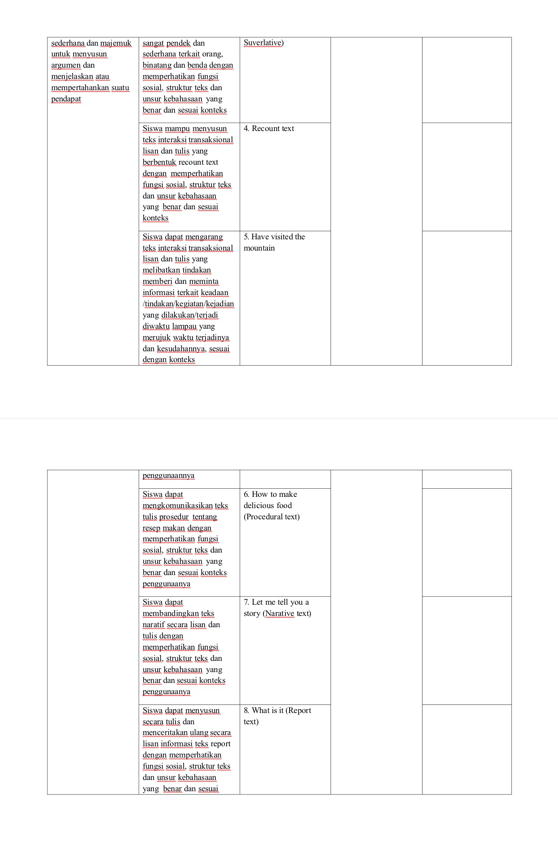 sederhana dan majemuk
untuk menyusun
argumen dan
menjelaskan atau
mempertahankan suatu
pendapat
sangat pendek dan
sederhana terkait orang,
binatang dan benda dengan
memperhatikan fungsi
sosial, struktur teks dan
unsur kebahasaan yang
benar dan sesuai konteks
Suverlative)
Siswa mampu menyusun
teks interaksi transaksional
lisan dan tulis yang
berbentuk recount text
dengan memperhatikan
fungsi sosial, struktur teks
dan unsur kebahasaan
yang benar dan sesuai
konteks
4. Recount text
Siswa dapat mengarang
teks interaksi transaksional
lisan dan tulis yang
melibatkan tindakan
memberi dan meminta
informasi terkait keadaan
/tindakan/kegiatan/kejadian
yang dilakukan/terjadi
diwaktu lampau yang
merujuk waktu terjadinya
dan kesudahannya, sesuai
dengan konteks
5. Have visited the
mountain
penggunaannya
Siswa dapat
mengkomunikasikan teks
tulis prosedur tentang
resep makan dengan
memperhatikan fungsi
sosial, struktur teks dan
unsur kebahasaan yang
benar dan sesuai konteks
penggunaanya
6. How to make
delicious food
(Procedural text)
Siswa dapat
membandingkan teks
naratif secara lisan dan
tulis dengan
memperhatikan fungsi
sosial, struktur teks dan
unsur kebahasaan yang
benar dan sesuai konteks
penggunaanya
7. Let me tell you a
story (Narative text)
Siswa dapat menyusun
secara tulis dan
menceritakan ulang secara
lisan informasi teks report
dengan memperhatikan
fungsi sosial, struktur teks
dan unsur kebahasaan
yang benar dan sesuai
8. What is it (Report
text)